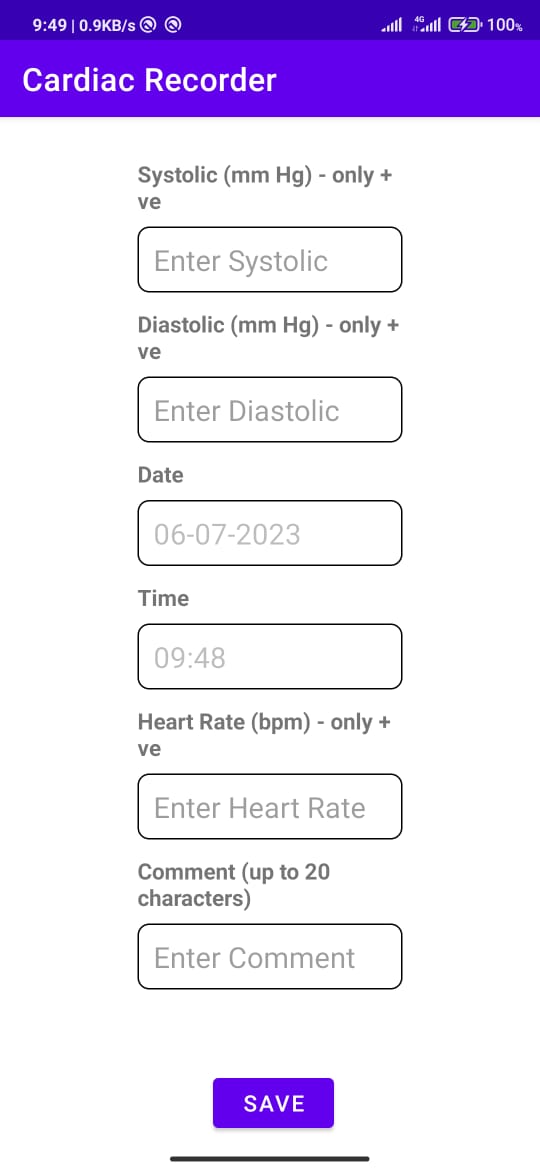 9:49 | 0.9KB/s 4G 100%
Cardiac Recorder
Systolic (mm Hg) - only +
ve
Enter Systolic
Diastolic (mm Hg) - only +
ve
Enter Diastolic
Date
06-07-2023
Time
09:48
Heart Rate (bpm) - only +
ve
Enter Heart Rate
Comment (up to 20
characters)
Enter Comment
SAVE